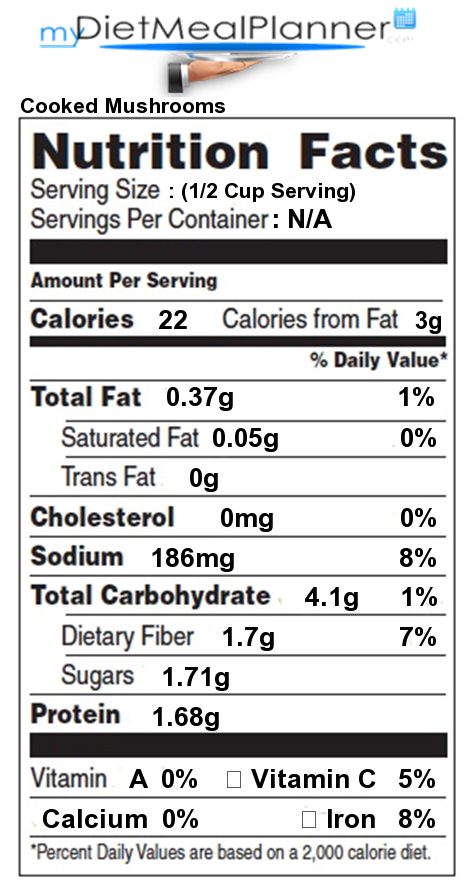 myDietMealPlanner.com
Cooked Mushrooms
Nutrition Facts
Serving Size : (1/2 Cup Serving)
Servings Per Container : N/A
Amount Per Serving
Calories 22 Calories from Fat 3g
% Daily Value*
Total Fat 0.37g 1%
Saturated Fat 0.05g 0%
Trans Fat 0g
Cholesterol 0mg 0%
Sodium 186mg 8%
Total Carbohydrate 4.1g 1%
Dietary Fiber 1.7g 7%
Sugars 1.71g
Protein 1.68g
Vitamin A 0% □ Vitamin C 5%
Calcium 0% □ Iron 8%
*Percent Daily Values are based on a 2,000 calorie diet.